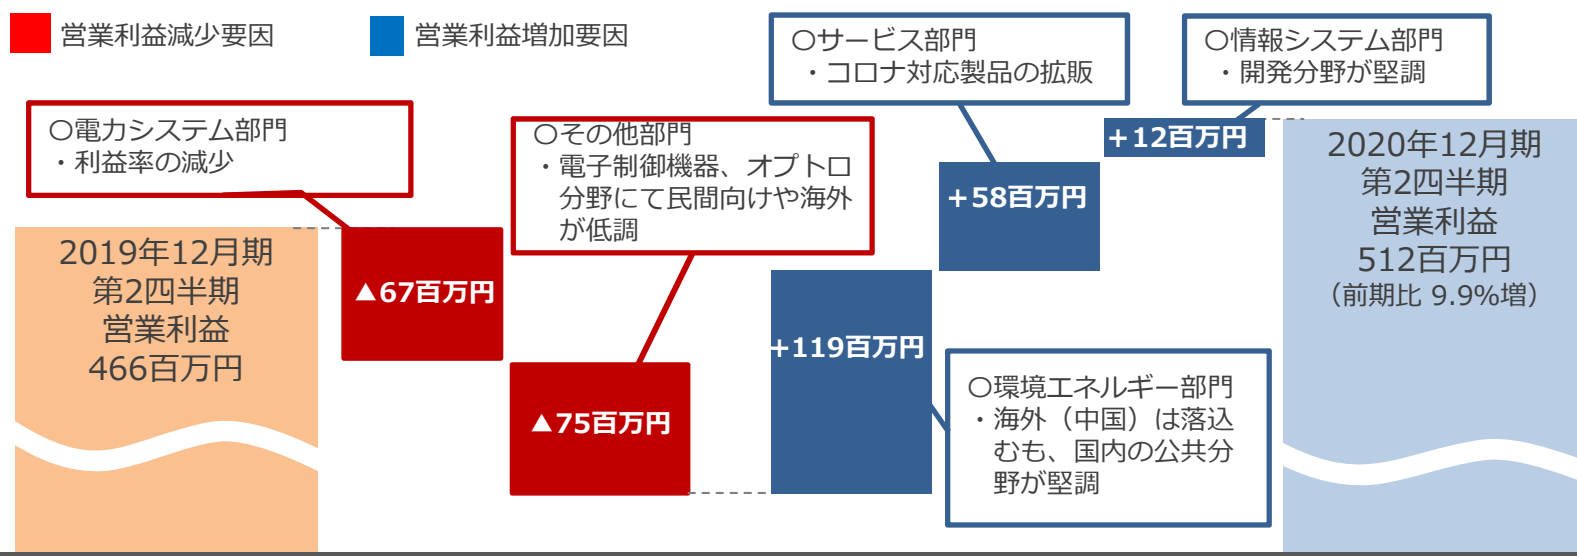 営業利益減少要因
営業利益増加要因
〇電力システム部門
・利益率の減少
〇その他部門
・電子制御機器、オプトロ
分野にて民間向けや海外
が低調
〇サービス部門
・コロナ対応製品の拡販
〇情報システム部門
・開発分野が堅調
2019年12月期
第2四半期
営業利益
466百万円
▲67百万円
▲75百万円
+119百万円
+58百万円
+12百万円
〇環境エネルギー部門
・海外（中国）は落込
むも、国内の公共分
野が堅調
2020年12月期
第2四半期
営業利益
512百万円
（前期比 9.9%増）